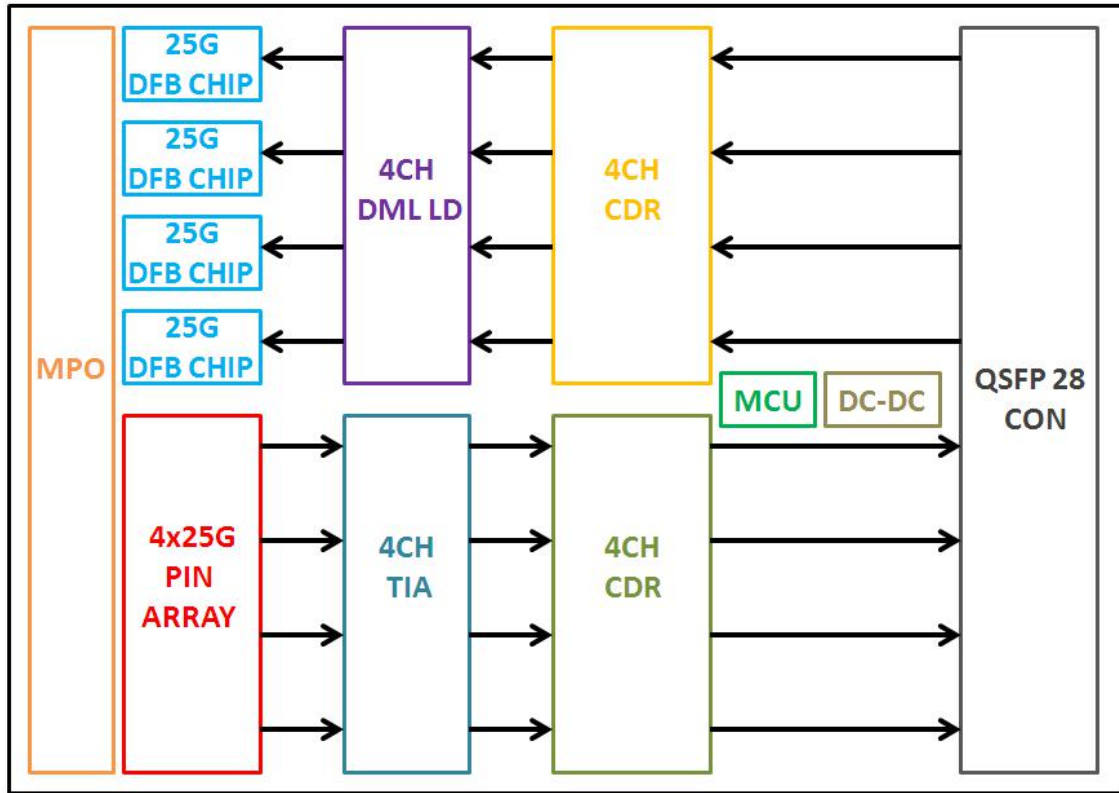 MPO
25G
DFB CHIP
25G
DFB CHIP
25G
DFB CHIP
25G
DFB CHIP
4CH
DML LD
4CH
CDR
MCU
DC-DC
QSFP 28
CON
4x25G
PIN
ARRAY
4CH
TIA
4CH
CDR